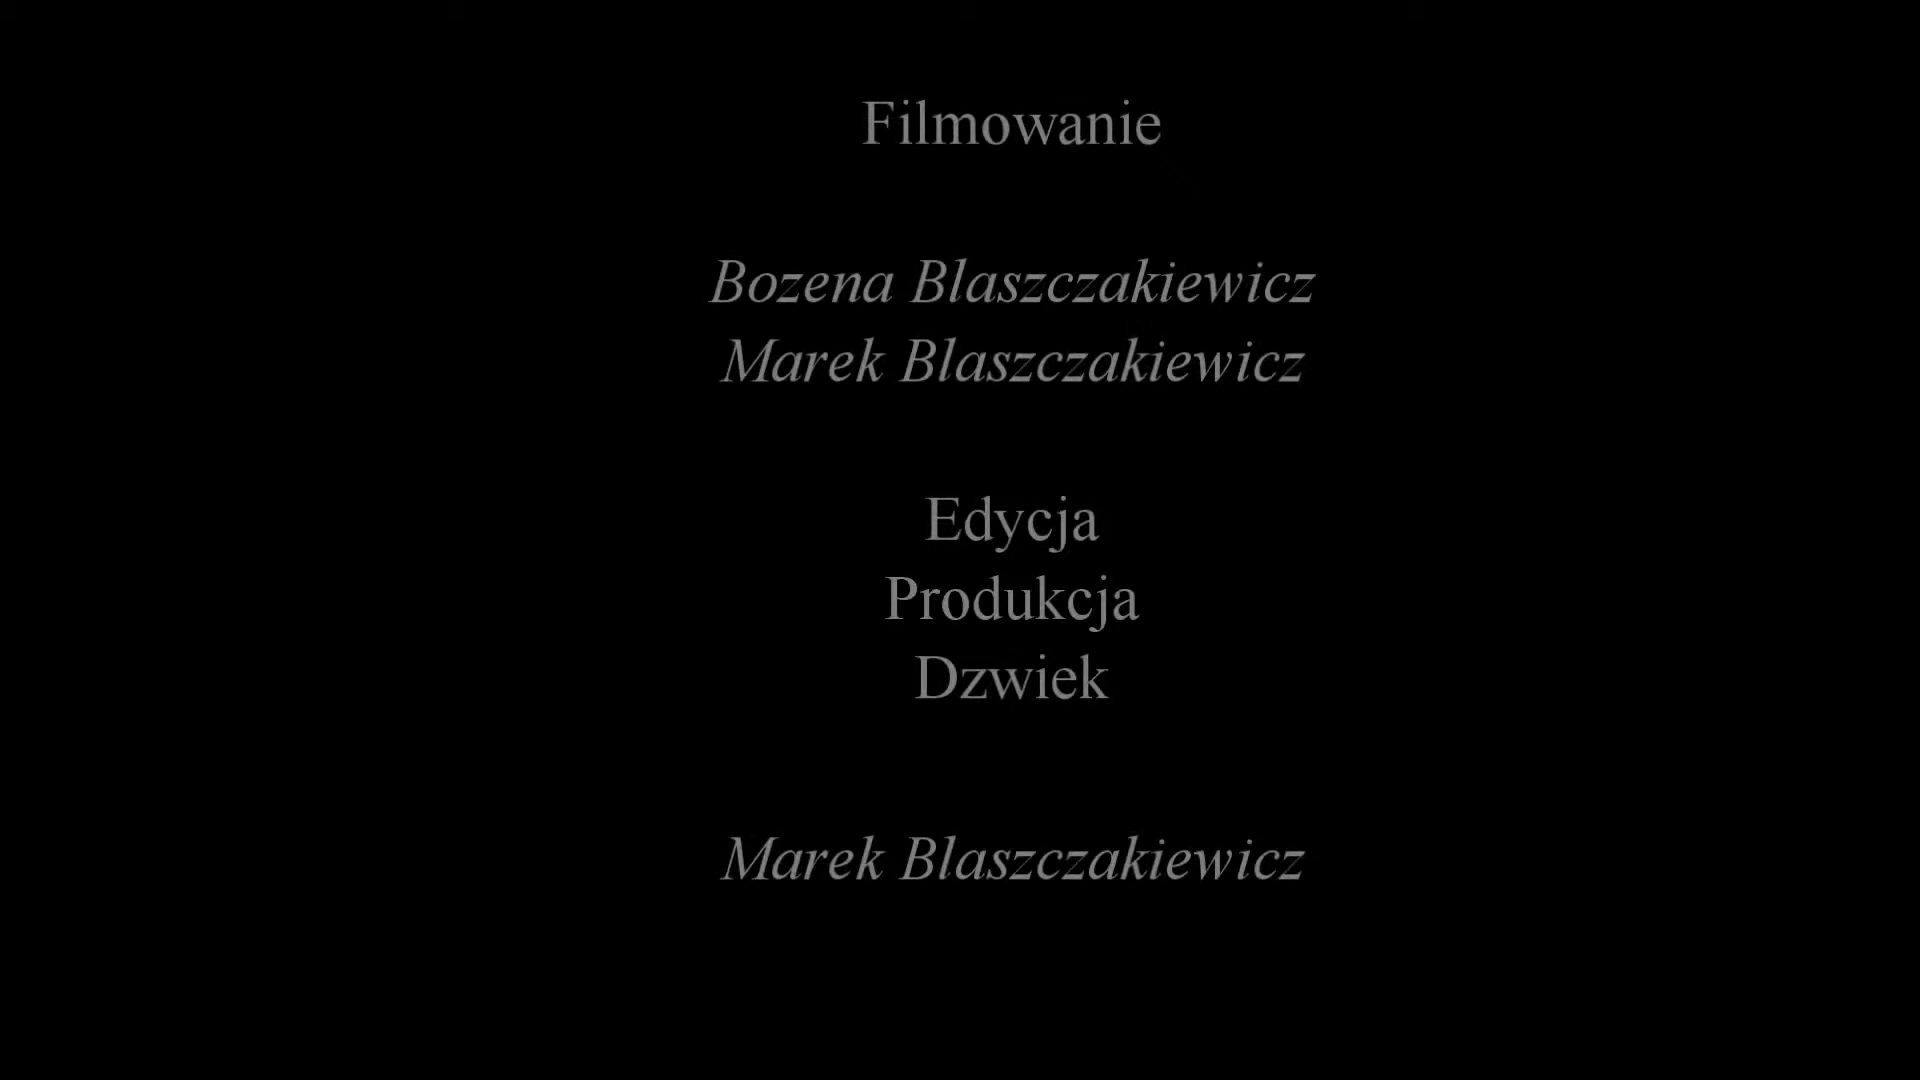 Filmowanie
Bozena Blaszczakiewicz
Marek Blaszczakiewicz
Edycja
Produkcja
Dzwiek
Marek Blaszczakiewicz